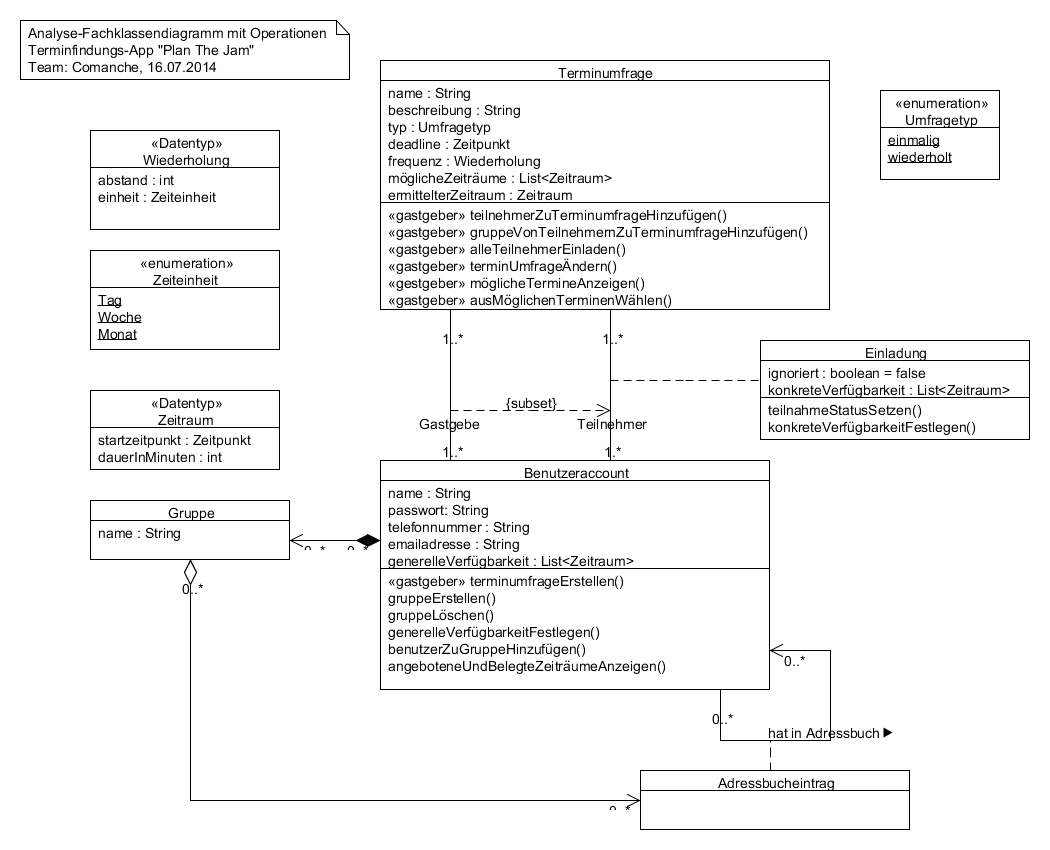 Analyse-Fachklassendiagramm mit Operationen
Terminfindungs-App "Plan The Jam"
Team: Comanche, 16.07.2014
Terminumfrage
name : String
beschreibung : String
typ : Umfragetyp
deadline : Zeitpunkt
frequenz : Wiederholung
möglicheZeiträume : List<Zeitraum>
ermittelterZeitraum : Zeitraum
«gastgeber» teilnehmerZuTerminumfrageHinzufügen()
«gastgeber» gruppeVonTeilnehmernZuTerminumfrageHinzufügen()
«gastgeber» alleTeilnehmerEinladen()
«gastgeber» terminUmfrageÄndern()
«gestgeber» möglicheTermineAnzeigen()
«gastgeber» ausMöglichenTerminenWählen()
«enumeration»
Umfragetyp
einmalig
wiederholt
«Datentyp»
Wiederholung
abstand : int
einheit : Zeiteinheit
«enumeration»
Zeiteinheit
Tag
Woche
Monat
«Datentyp»
Zeitraum
startzeitpunkt : Zeitpunkt
dauerInMinuten : int
1..*
1..*
{subset}
Gastgebe
Teilnehmer
1..*
1.*
Einladung
ignoriert : boolean = false
konkreteVerfügbarkeit : List<Zeitraum>
teilnahmeStatusSetzen()
konkreteVerfügbarkeitFestlegen()
Gruppe
name : String
0..*
0..*
0..*
Benutzeraccount
name : String
passwort: String
telefonnummer : String
emailadresse : String
generelleVerfügbarkeit : List<Zeitraum>
«gastgeber» terminumfrageErstellen()
gruppeErstellen()
gruppeLöschen()
generelleVerfügbarkeitFestlegen()
benutzerZuGruppeHinzufügen()
angeboteneUndBelegteZeiträumeAnzeigen()
0..*
0..*
hat in Adressbuch ▶
Adressbucheintrag
0..*